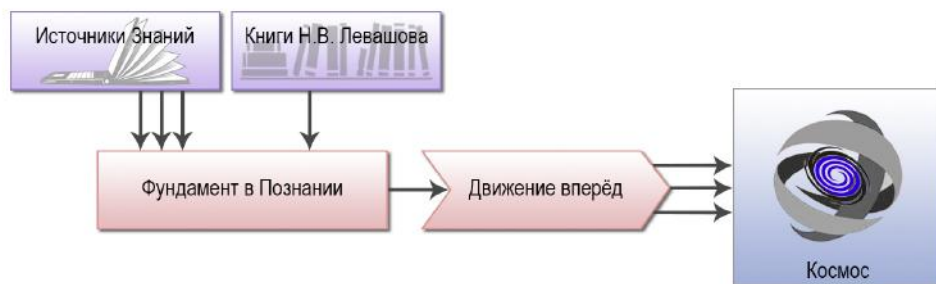 Источники Знаний
Книги Н.В. Левашова
Фундамент в Познании
Движение вперёд
Космос